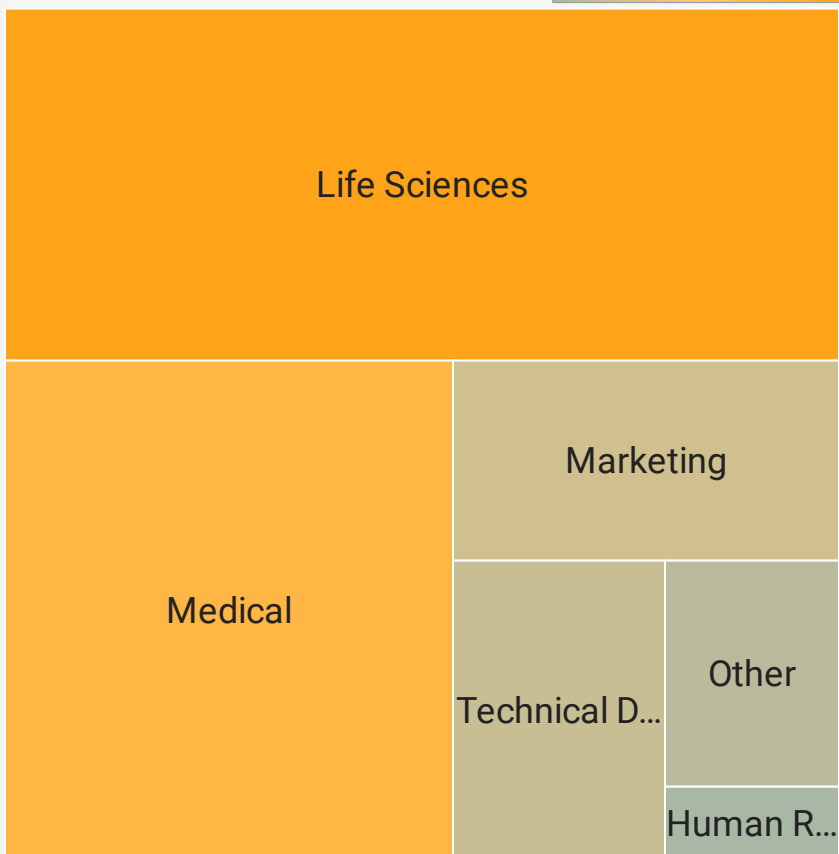 Life Sciences
Marketing
Medical
Technical D...
Other
Human R...